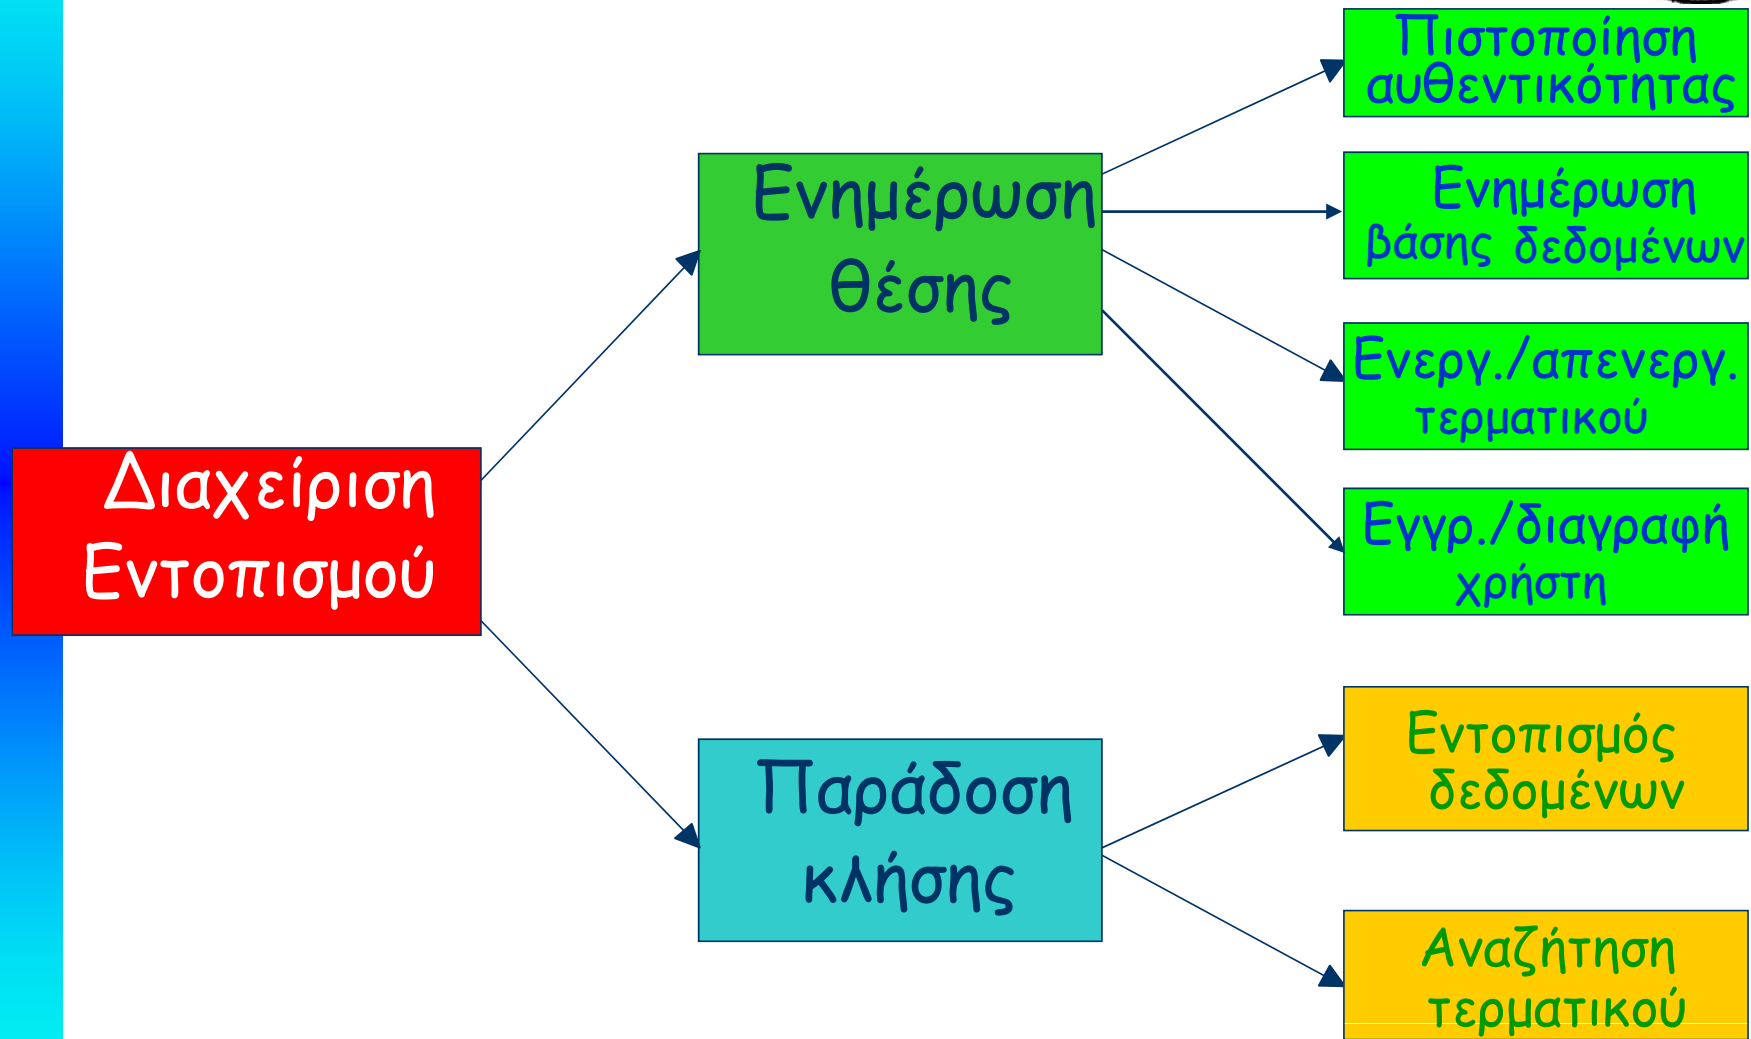 Διαχείριση
Εντοπισμού
Ενημέρωση
θέσης
Παράδοση
κλήσης
Πιστοποίηση
αυθεντικότητας
Ενημέρωση
βάσης δεδομένων
Ενεργ./απενεργ.
τερματικού
Εγγρ./διαγραφή
χρήστη
Εντοπισμός
δεδομένων
Αναζήτηση
τερματικού